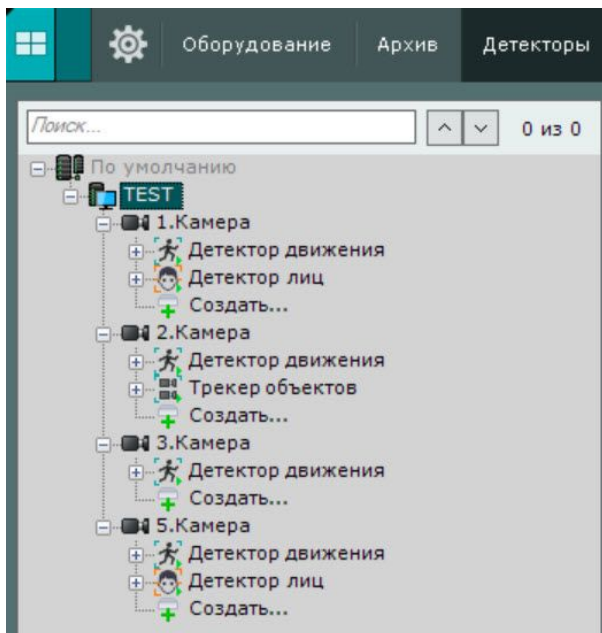 Оборудование Архив Детекторы
Поиск... 0 из 0
По умолчанию
TEST
1.Камера
Детектор движения
Детектор лиц
Создать...
2.Камера
Детектор движения
Трекер объектов
Создать...
3.Камера
Детектор движения
Создать...
5.Камера
Детектор движения
Детектор лиц
Создать...